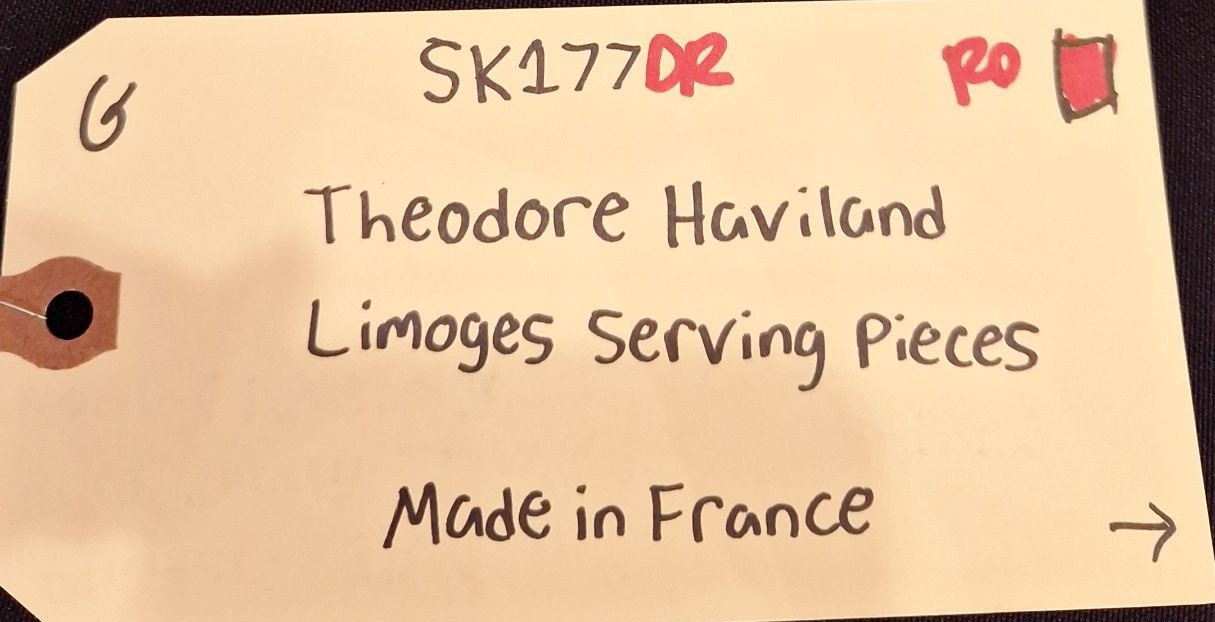 G SK177DR RO
Theodore Haviland
Limoges Serving Pieces
Made in France →